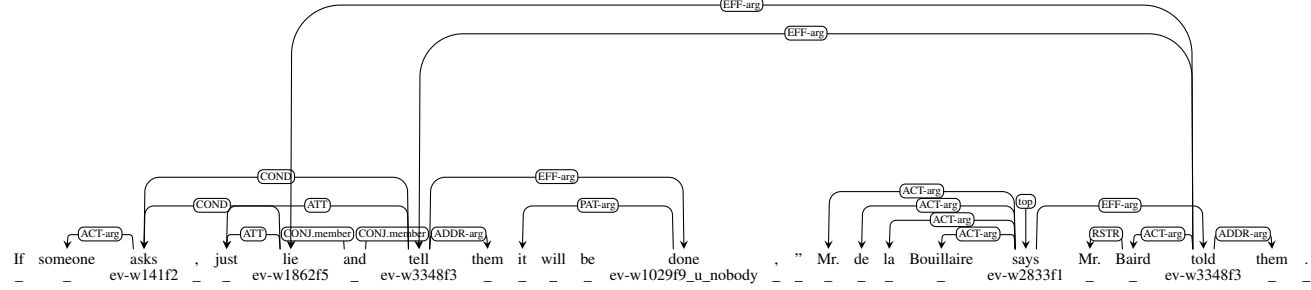 EFF-arg
EFF-arg
COND EFF-arg
COND ATT PAT-arg ACT-arg ACT-arg top EFF-arg
ACT-arg
ACT-arg ATT CONJ.member CONJ.member ADDR-arg ACT-arg RSTR ACT-arg ADDR-arg
If someone asks , just lie and tell them it will be done , ” Mr. de la Bouillaire says Mr. Baird told them .
_ _ ev-w141f2 _ _ ev-w1862f5 _ ev-w3348f3 _ _ _ _ ev-w1029f9_u_nobody _ _ _ _ _ _ ev-w2833f1 _ _ ev-w3348f3 _ _